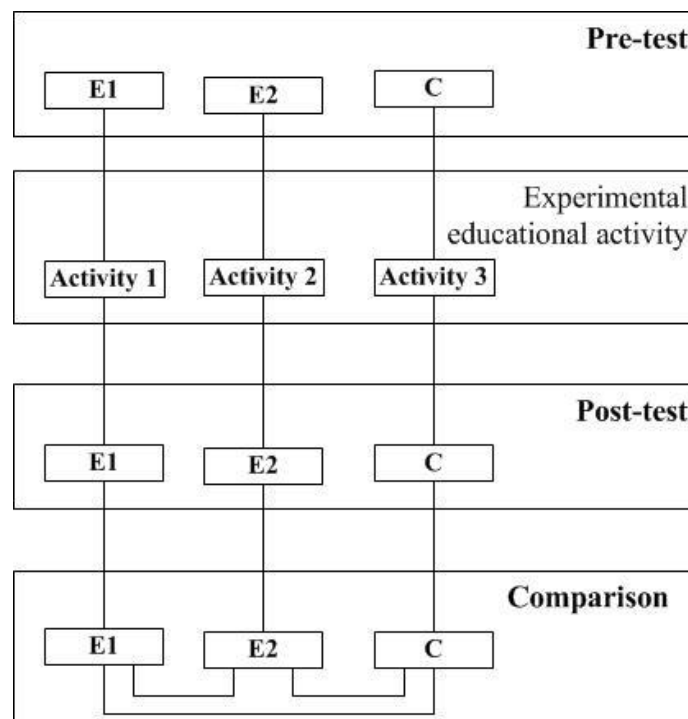 Pre-test
E1 E2 C
Experimental
educational activity
Activity 1 Activity 2 Activity 3
Post-test
E1 E2 C
Comparison
E1 E2 C